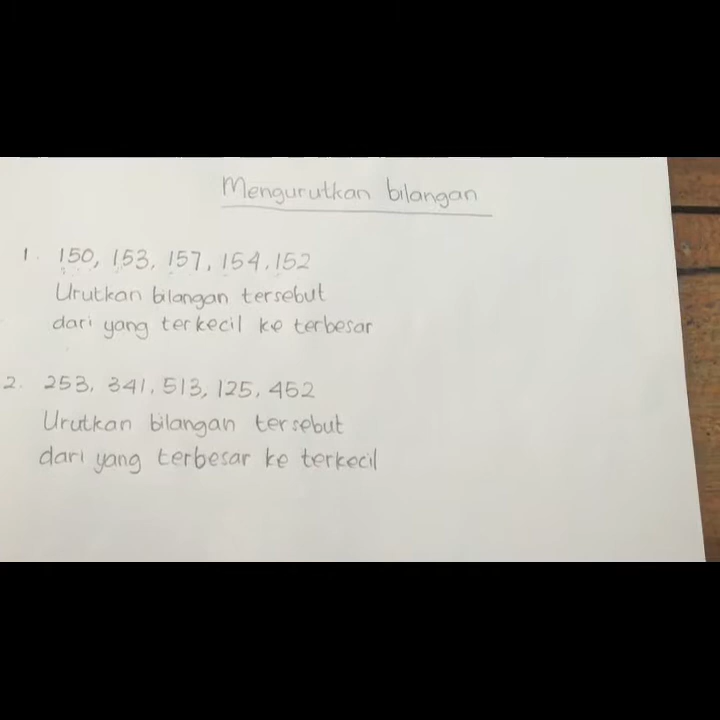 Mengurutkan bilangan
1. 150, 153, 157, 154, 152
Urutkan bilangan tersebut
dari yang terkecil ke terbesar
2. 253, 341, 513, 125, 452
Urutkan bilangan tersebut
dari yang terbesar ke terkecil